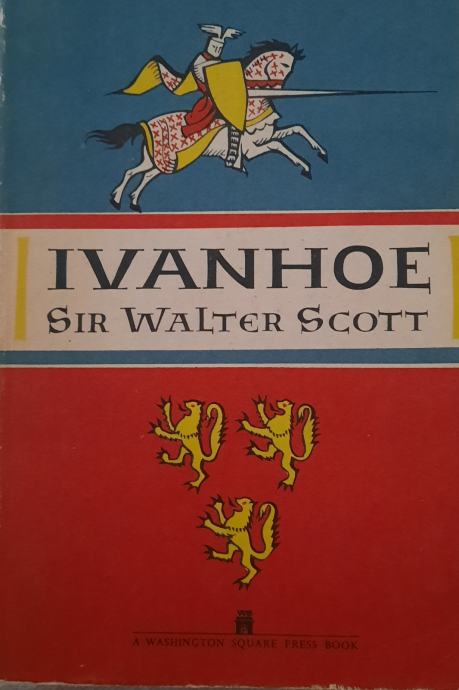 IVANHOE
SIR WALTER SCOTT
A WASHINGTON SQUARE PRESS BOOK